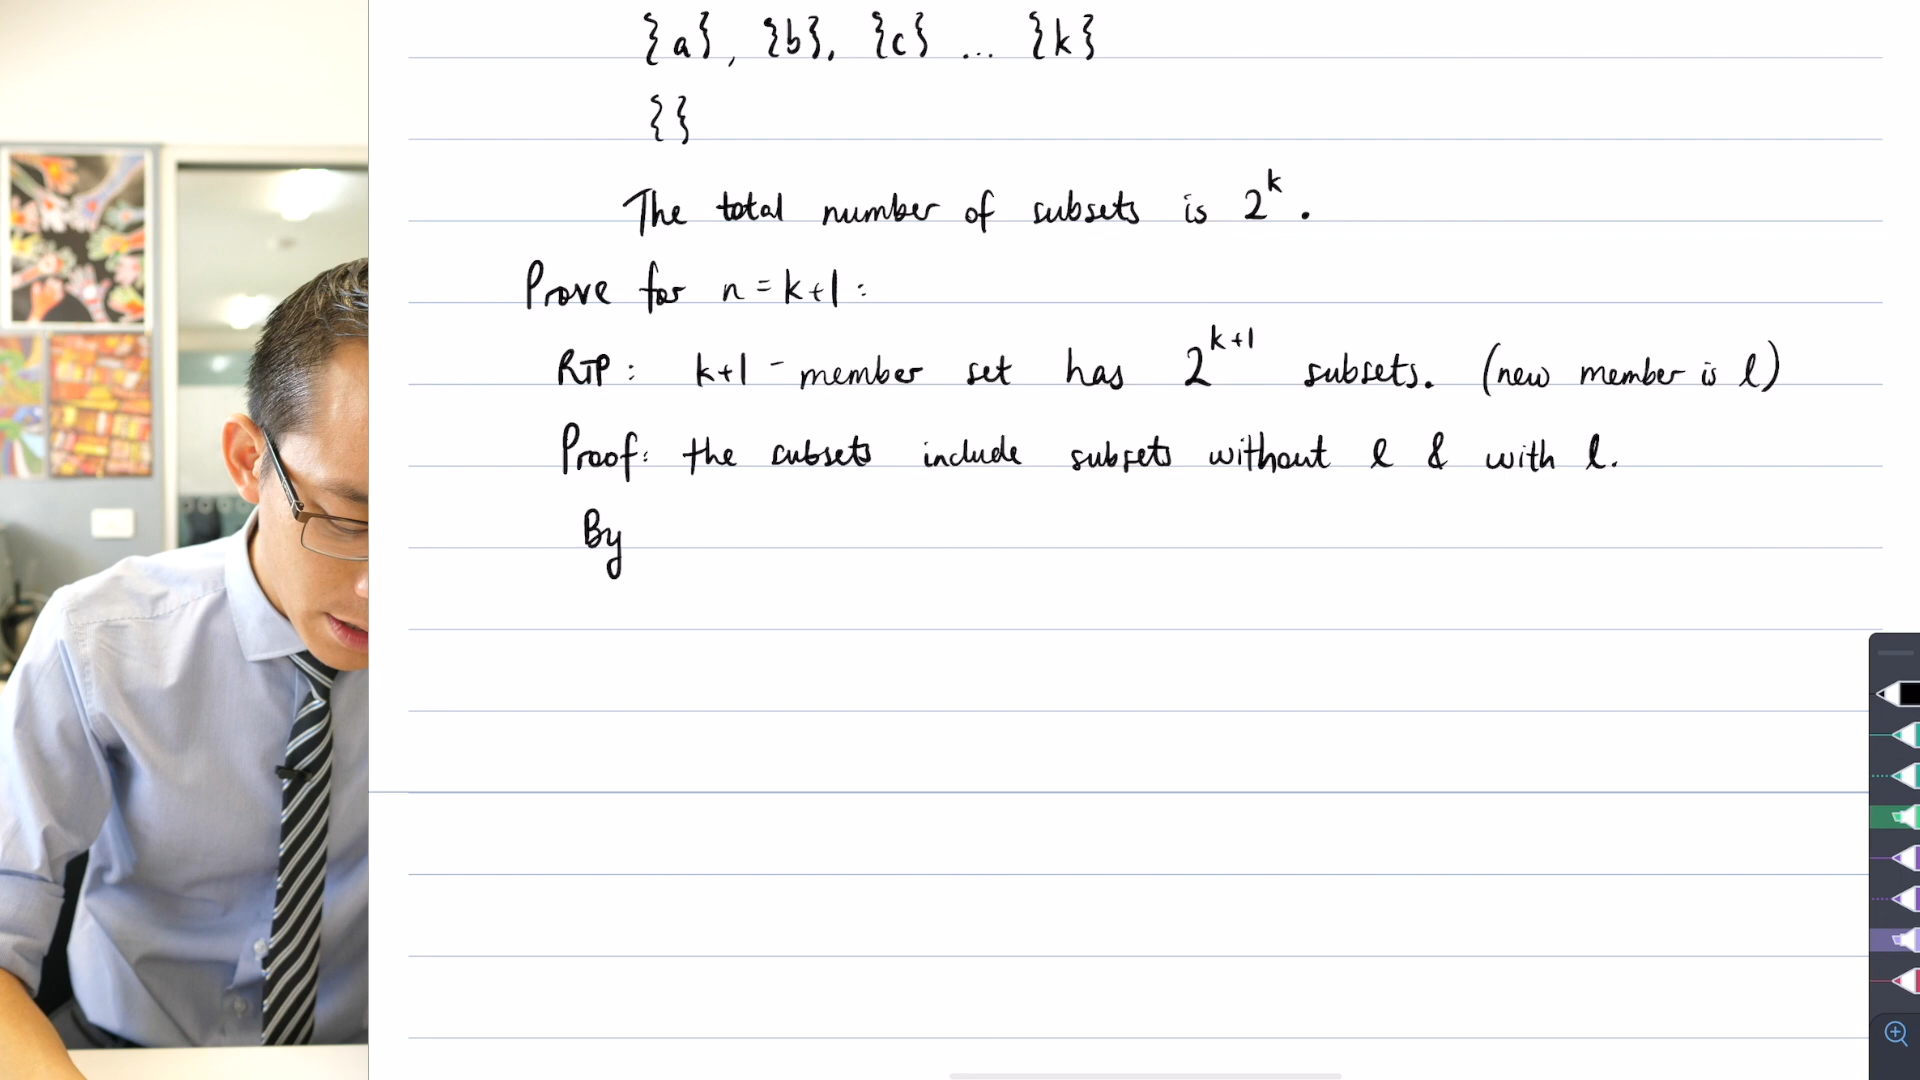 {a}, {b}, {c} ... {k}
{}
The total number of subsets is 2^k.
Prove for n = k+1:
RTP: k+1 - member set has 2^{k+1} subsets. (new member is l)
Proof: the subsets include subsets without l & with l.
By